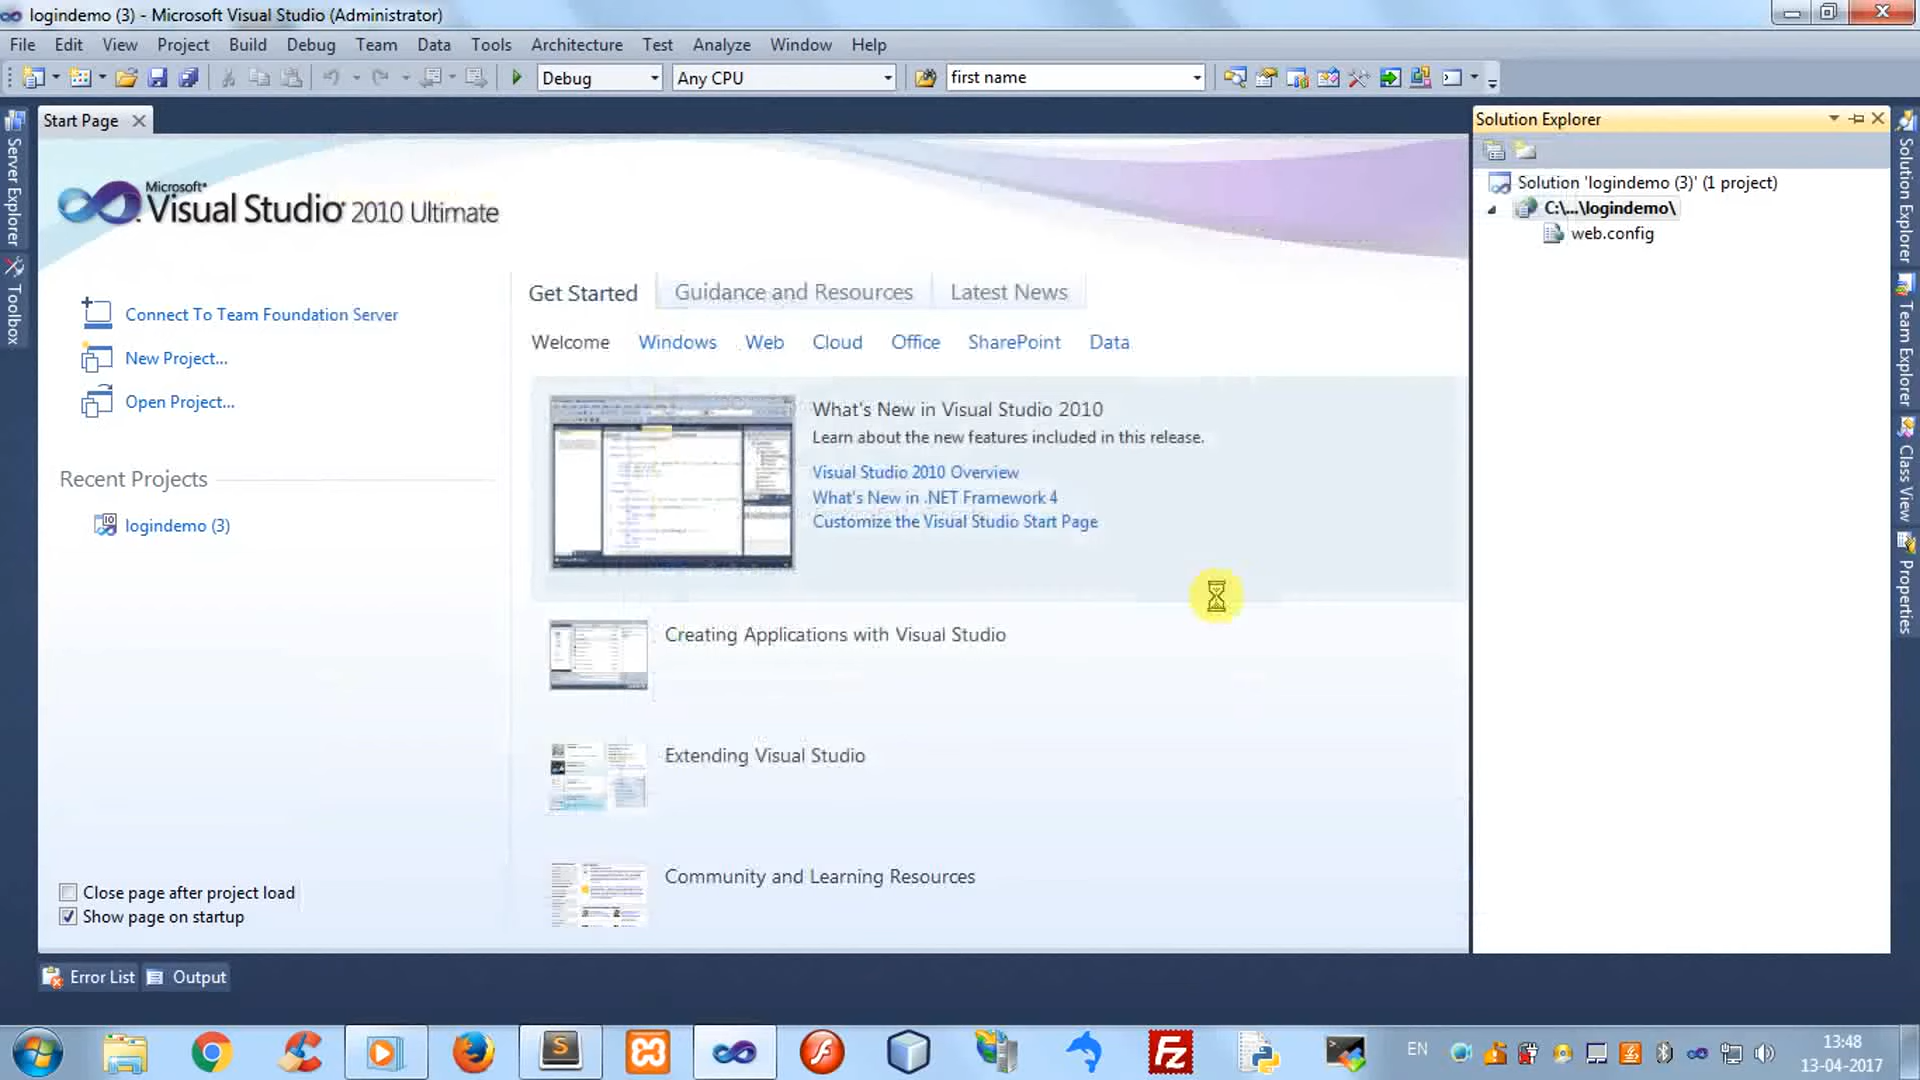 logindemo (3) - Microsoft Visual Studio (Administrator)
File Edit View Project Build Debug Team Data Tools Architecture Test Analyze Window Help
Debug Any CPU first name
Start Page
Solution Explorer
Server Explorer
Toolbox
Microsoft
Visual Studio 2010 Ultimate
Connect To Team Foundation Server
New Project...
Open Project...
Recent Projects
logindemo (3)
Close page after project load
Show page on startup
Get Started Guidance and Resources Latest News
Welcome Windows Web Cloud Office SharePoint Data
What's New in Visual Studio 2010
Learn about the new features included in this release.
Visual Studio 2010 Overview
What's New in .NET Framework 4
Customize the Visual Studio Start Page
Creating Applications with Visual Studio
Extending Visual Studio
Community and Learning Resources
Solution 'logindemo (3)' (1 project)
C:\...\logindemo\
web.config
Solution Explorer
Team Explorer
Class View
Properties
Error List Output
EN
13:48
13-04-2017